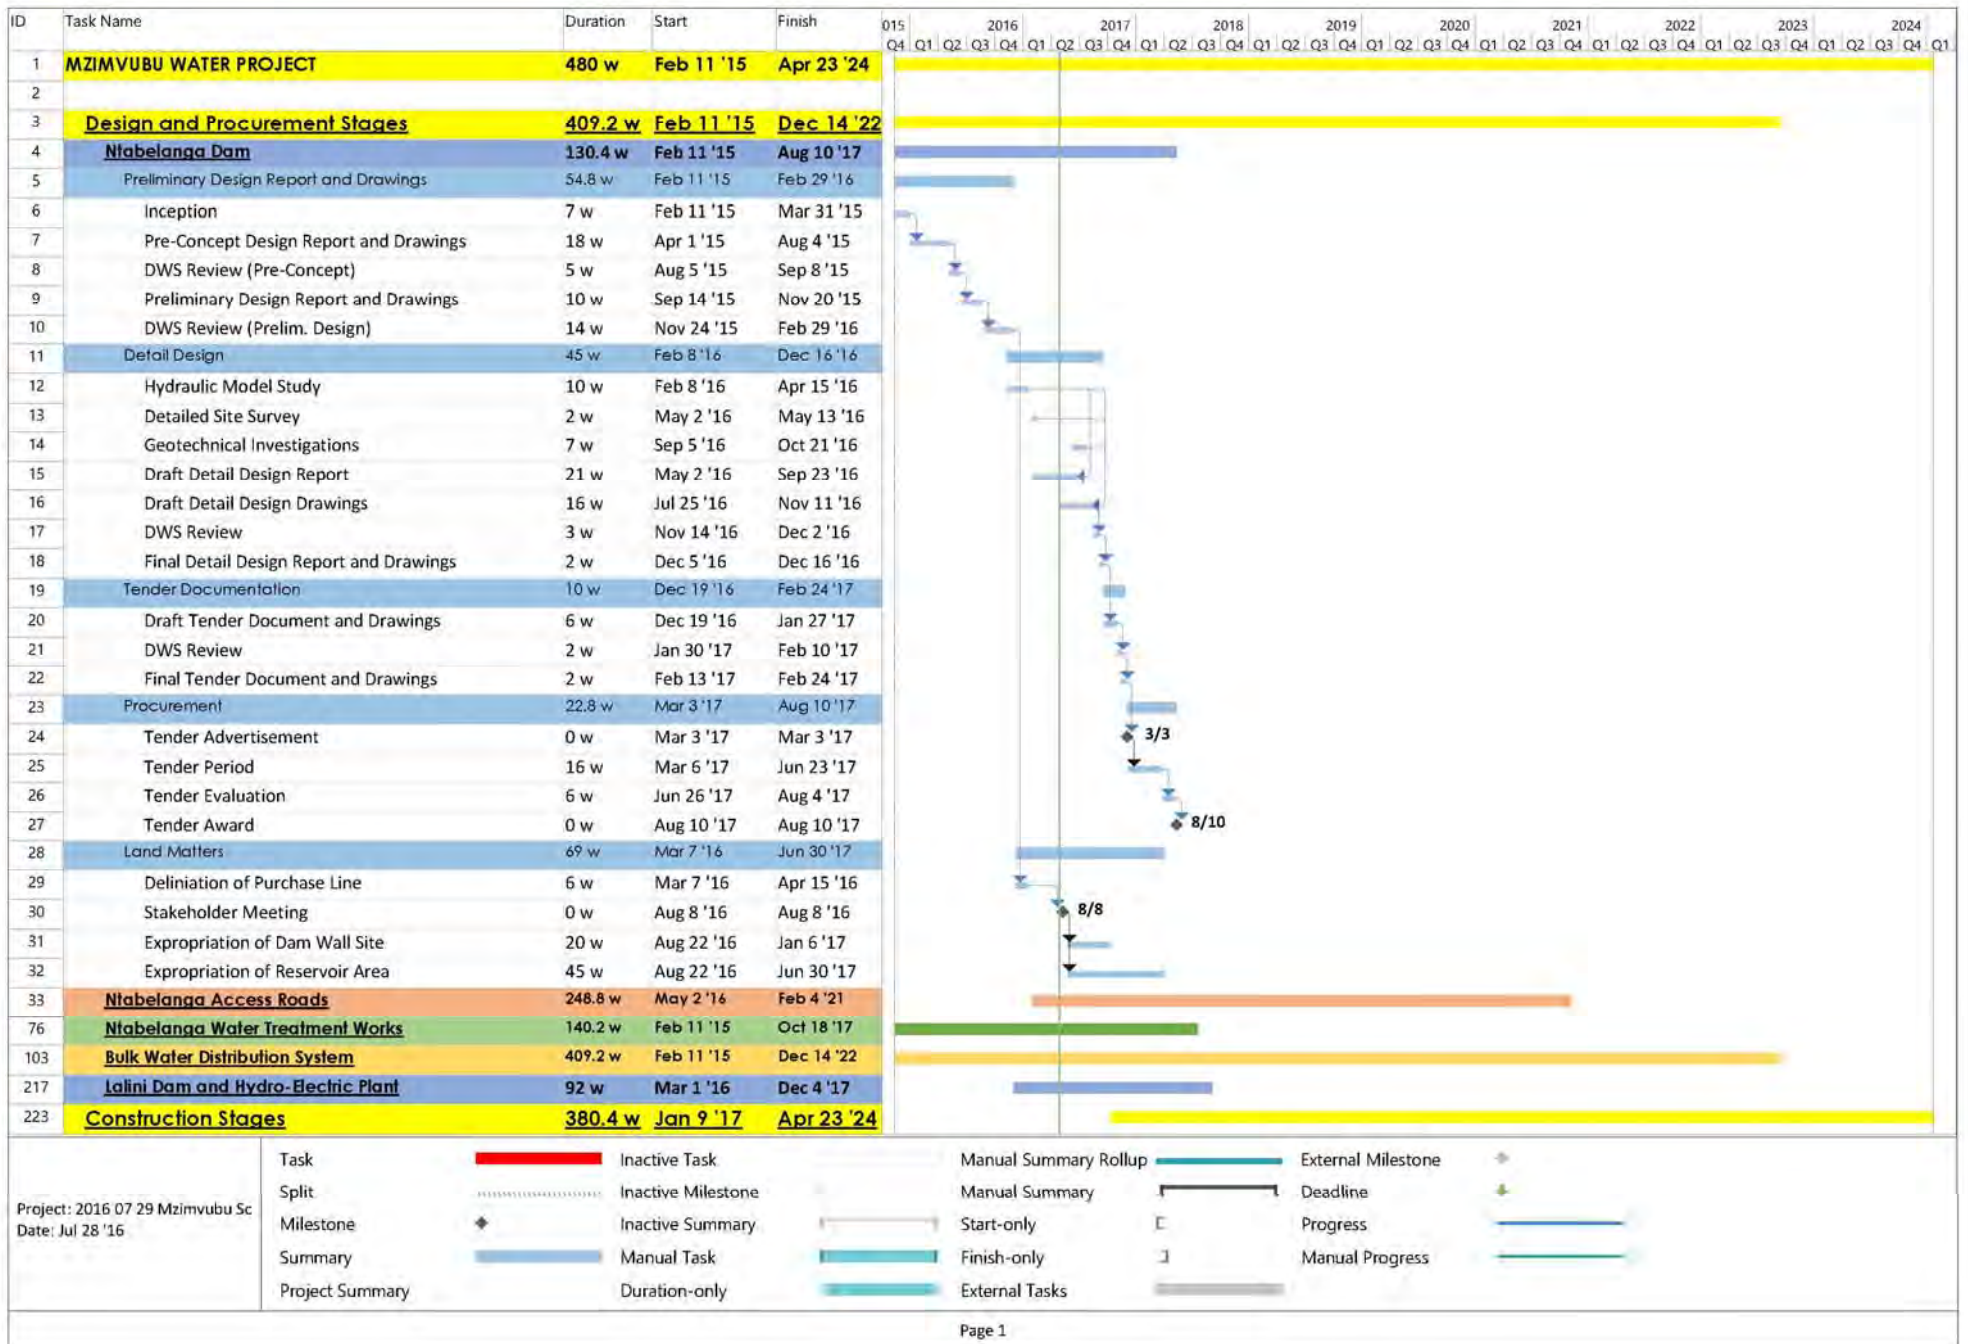 ID Task Name Duration Start Finish 015 2016 2017 2018 2019 2020 2021 2022 2023 2024
Q4 Q1 Q2 Q3 Q4 Q1 Q2 Q3 Q4 Q1 Q2 Q3 Q4 Q1 Q2 Q3 Q4 Q1 Q2 Q3 Q4 Q1 Q2 Q3 Q4 Q1 Q2 Q3 Q4 Q1 Q2 Q3 Q4 Q1 Q2 Q3 Q4 Q1
1 MZIMVUBU WATER PROJECT 480 w Feb 11 '15 Apr 23 '24
2
3 Design and Procurement Stages 409.2 w Feb 11 '15 Dec 14 '22
4 Ntabelanga Dam 130.4 w Feb 11 '15 Aug 10 '17
5 Preliminary Design Report and Drawings 54.8 w Feb 11 '15 Feb 29 '16
6 Inception 7 w Feb 11 '15 Mar 31 '15
7 Pre-Concept Design Report and Drawings 18 w Apr 1 '15 Aug 4 '15
8 DWS Review (Pre-Concept) 5 w Aug 5 '15 Sep 8 '15
9 Preliminary Design Report and Drawings 10 w Sep 14 '15 Nov 20 '15
10 DWS Review (Prelim. Design) 14 w Nov 24 '15 Feb 29 '16
11 Detail Design 45 w Feb 8 '16 Dec 16 '16
12 Hydraulic Model Study 10 w Feb 8 '16 Apr 15 '16
13 Detailed Site Survey 2 w May 2 '16 May 13 '16
14 Geotechnical Investigations 7 w Sep 5 '16 Oct 21 '16
15 Draft Detail Design Report 21 w May 2 '16 Sep 23 '16
16 Draft Detail Design Drawings 16 w Jul 25 '16 Nov 11 '16
17 DWS Review 3 w Nov 14 '16 Dec 2 '16
18 Final Detail Design Report and Drawings 2 w Dec 5 '16 Dec 16 '16
19 Tender Documentation 10 w Dec 19 '16 Feb 24 '17
20 Draft Tender Document and Drawings 6 w Dec 19 '16 Jan 27 '17
21 DWS Review 2 w Jan 30 '17 Feb 10 '17
22 Final Tender Document and Drawings 2 w Feb 13 '17 Feb 24 '17
23 Procurement 22.8 w Mar 3 '17 Aug 10 '17
24 Tender Advertisement 0 w Mar 3 '17 Mar 3 '17 3/3
25 Tender Period 16 w Mar 6 '17 Jun 23 '17
26 Tender Evaluation 6 w Jun 26 '17 Aug 4 '17
27 Tender Award 0 w Aug 10 '17 Aug 10 '17 8/10
28 Land Matters 69 w Mar 7 '16 Jun 30 '17
29 Deliniation of Purchase Line 6 w Mar 7 '16 Apr 15 '16
30 Stakeholder Meeting 0 w Aug 8 '16 Aug 8 '16 8/8
31 Expropriation of Dam Wall Site 20 w Aug 22 '16 Jan 6 '17
32 Expropriation of Reservoir Area 45 w Aug 22 '16 Jun 30 '17
33 Ntabelanga Access Roads 248.8 w May 2 '16 Feb 4 '21
76 Ntabelanga Water Treatment Works 140.2 w Feb 11 '15 Oct 18 '17
103 Bulk Water Distribution System 409.2 w Feb 11 '15 Dec 14 '22
217 Lalini Dam and Hydro-Electric Plant 92 w Mar 1 '16 Dec 4 '17
223 Construction Stages 380.4 w Jan 9 '17 Apr 23 '24
Project: 2016 07 29 Mzimvubu Sc
Date: Jul 28 '16
Task Inactive Task Manual Summary Rollup External Milestone
Split Inactive Milestone Manual Summary Deadline
Milestone Inactive Summary Start-only Progress
Summary Manual Task Finish-only Manual Progress
Project Summary Duration-only External Tasks
Page 1